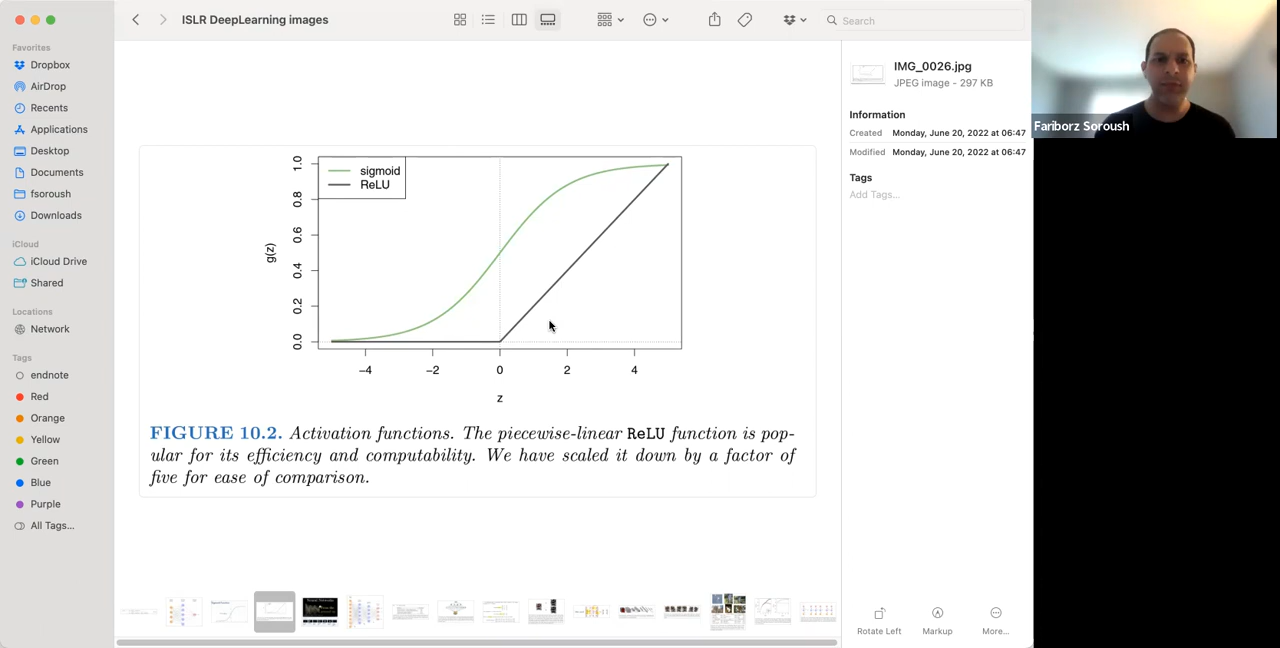 ISLR DeepLearning images
Search
Favorites
Dropbox
AirDrop
Recents
Applications
Desktop
Documents
fsoroush
Downloads
iCloud
iCloud Drive
Shared
Locations
Network
Tags
endnote
Red
Orange
Yellow
Green
Blue
Purple
All Tags...
sigmoid
ReLU
g(z)
1.0
0.8
0.6
0.4
0.2
0.0
−4 −2 0 2 4
z
FIGURE 10.2. Activation functions. The piecewise-linear ReLU function is pop-
ular for its efficiency and computability. We have scaled it down by a factor of
five for ease of comparison.
IMG_0026.jpg
JPEG image - 297 KB
Information
Created Monday, June 20, 2022 at 06:47
Modified Monday, June 20, 2022 at 06:47
Tags
Add Tags...
Rotate Left
Markup
More...
Fariborz Soroush